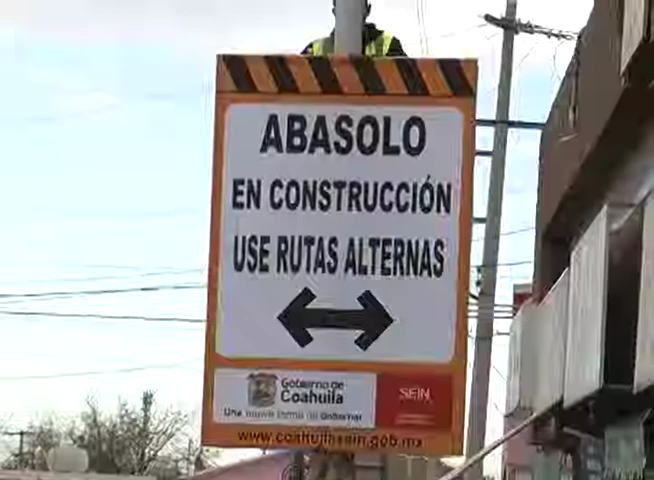 ABASOLO
EN CONSTRUCCIÓN
USE RUTAS ALTERNAS
Gobierno de
Coahuila
Una nueva forma de Gobernar
SEIN
www.coahuilasein.gob.mx